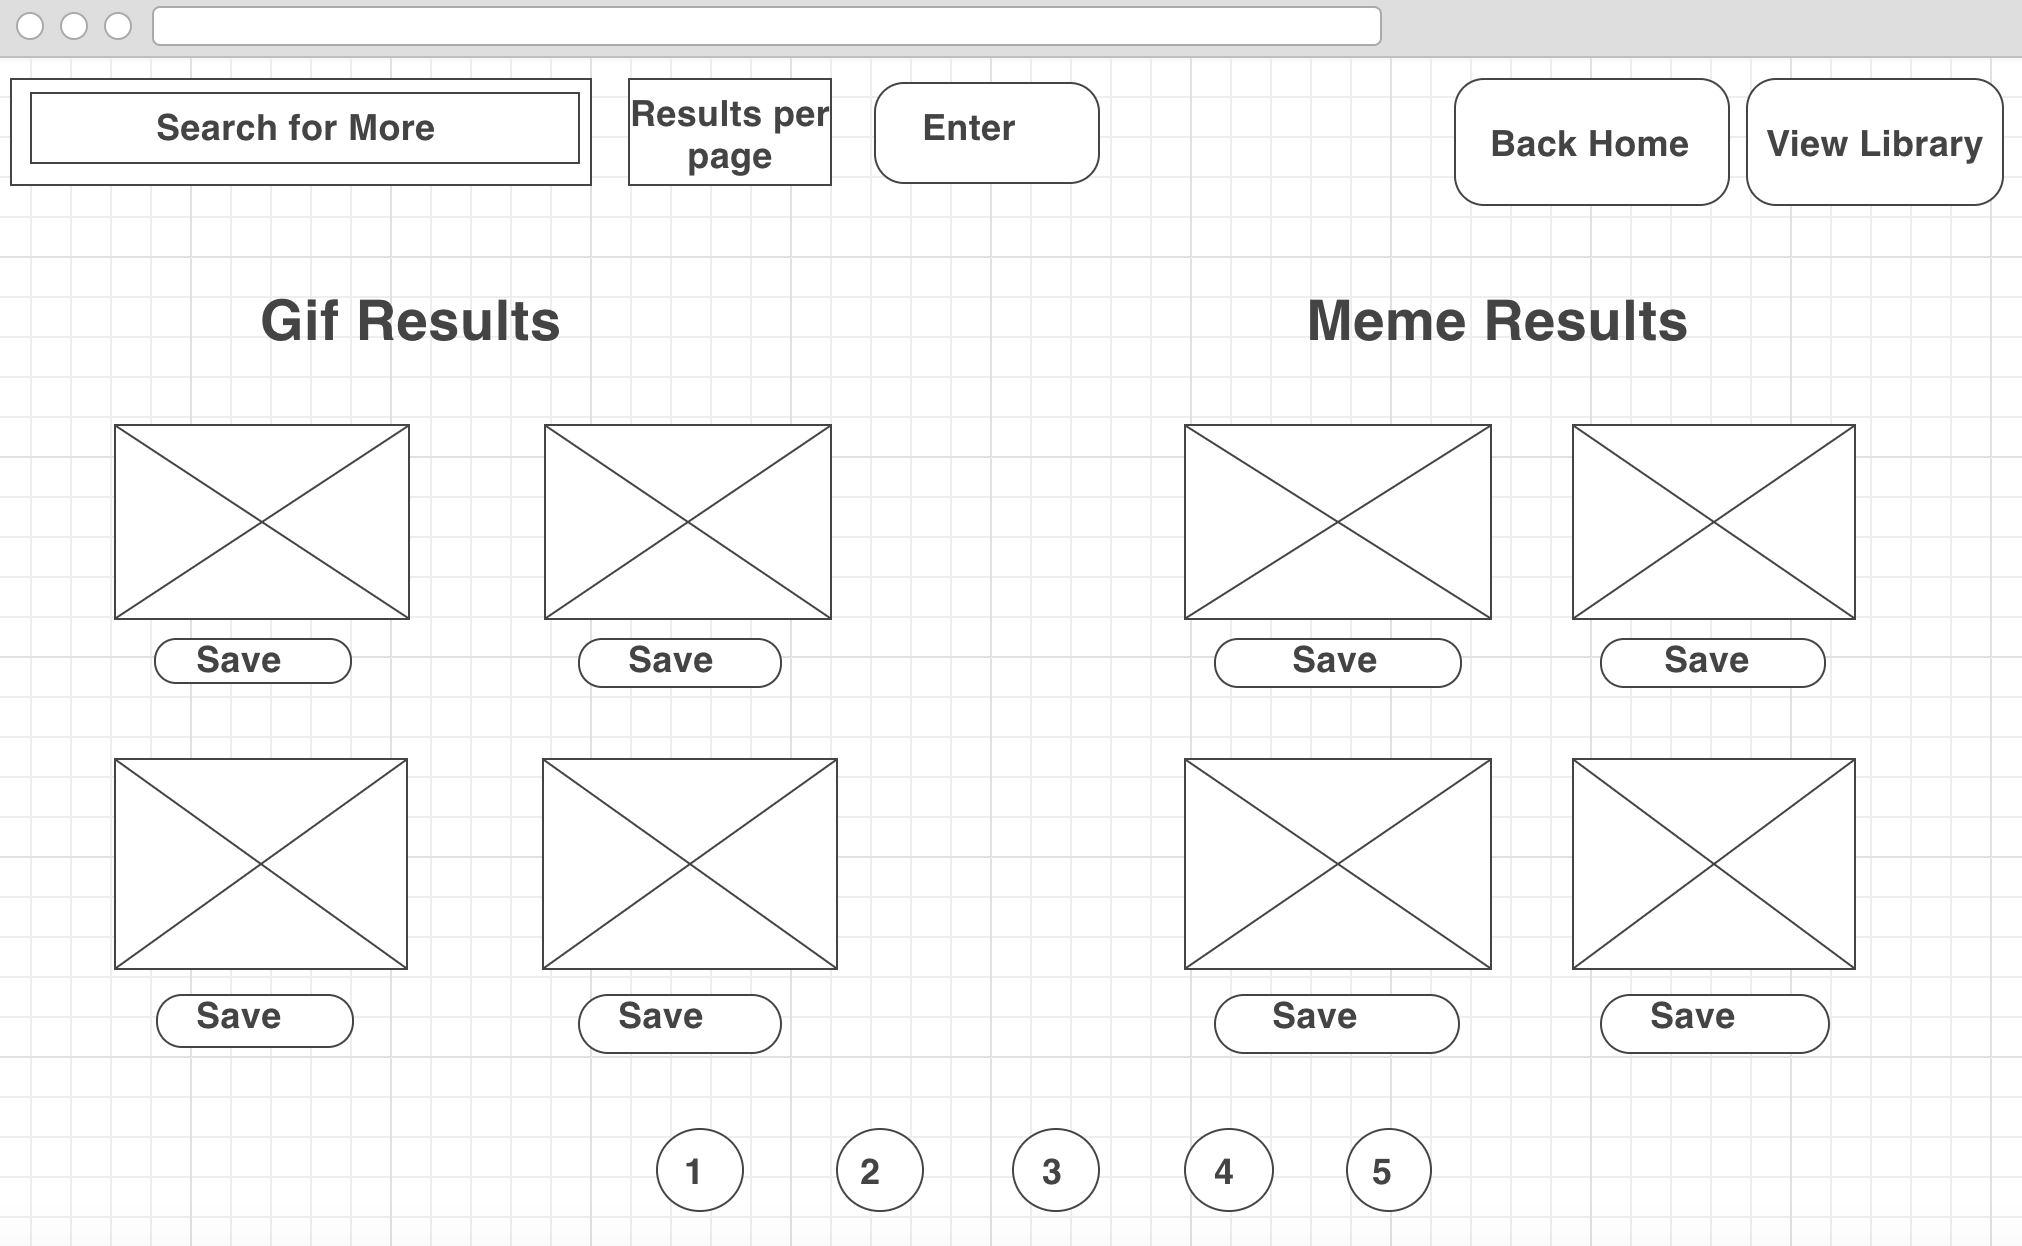 Search for More
Results per
page
Enter
Back Home
View Library
Gif Results
Meme Results
Save
Save
Save
Save
Save
Save
Save
Save
1
2
3
4
5